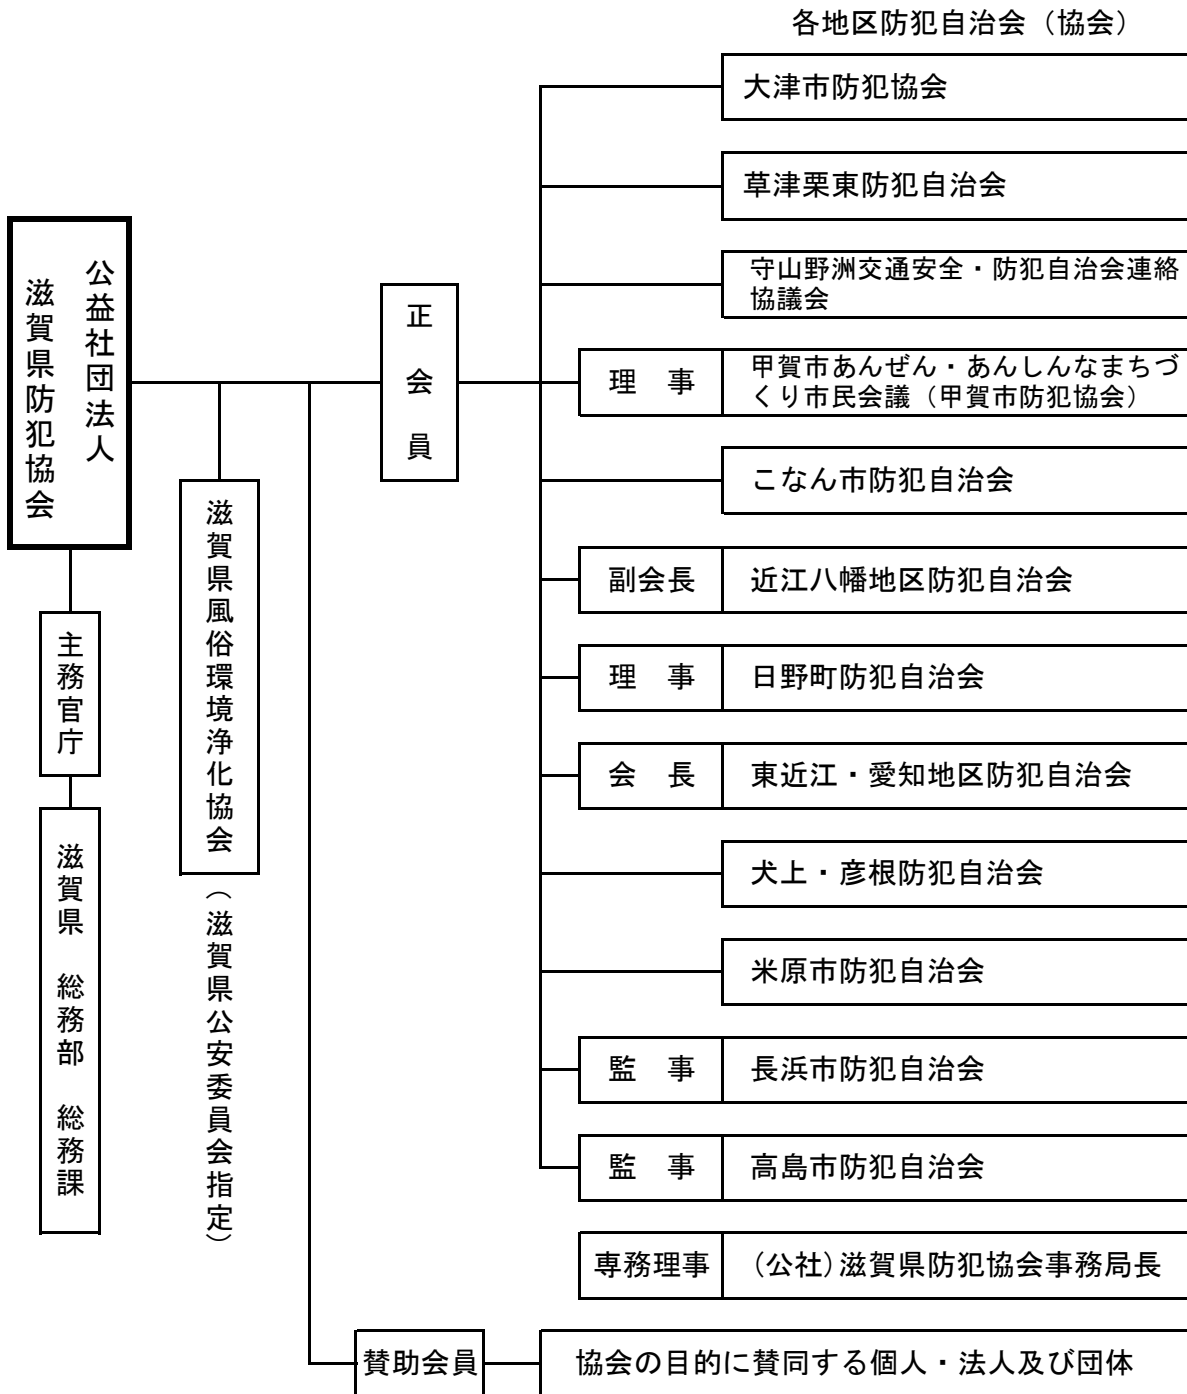 各地区防犯自治会（協会）
大津市防犯協会
草津栗東防犯自治会
守山野洲交通安全・防犯自治会連絡
協議会
理　事
甲賀市あんぜん・あんしんなまちづ
くり市民会議（甲賀市防犯協会）
こなん市防犯自治会
副会長
近江八幡地区防犯自治会
理　事
日野町防犯自治会
会　長
東近江・愛知地区防犯自治会
犬上・彦根防犯自治会
米原市防犯自治会
監　事
長浜市防犯自治会
監　事
高島市防犯自治会
専務理事
（公社）滋賀県防犯協会事務局長
正会員
公益社団法人
滋賀県防犯協会
主務官庁
滋賀県　総務部　総務課
滋賀県風俗環境浄化協会
（滋賀県公安委員会指定）
賛助会員
協会の目的に賛同する個人・法人及び団体